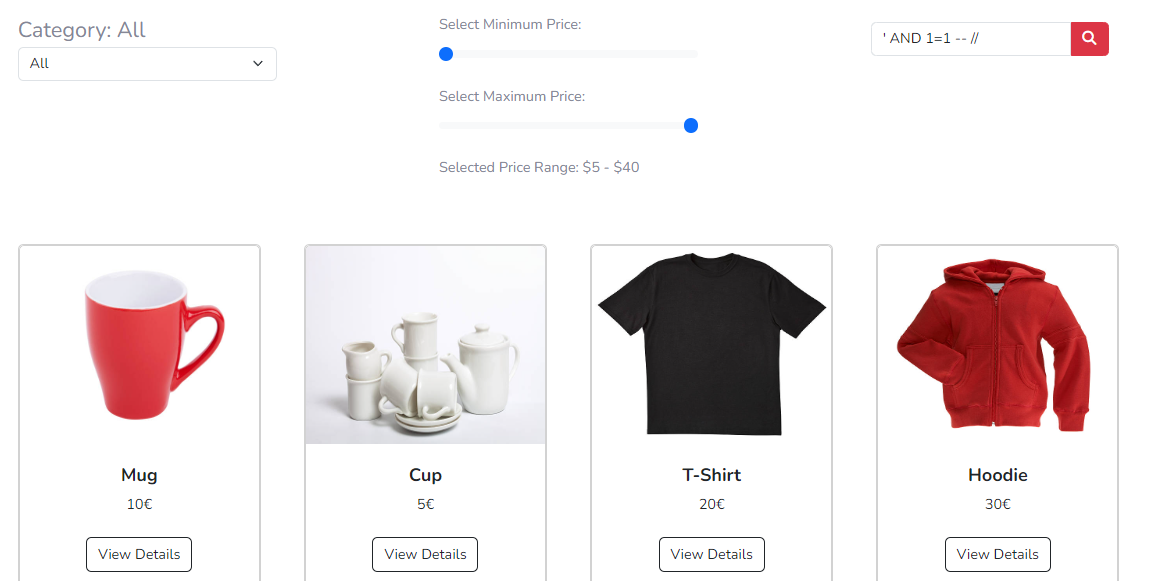 Category: All
All
Select Minimum Price:
Select Maximum Price:
Selected Price Range: $5 - $40
' AND 1=1 -- //
Mug
10€
View Details
Cup
5€
View Details
T-Shirt
20€
View Details
Hoodie
30€
View Details